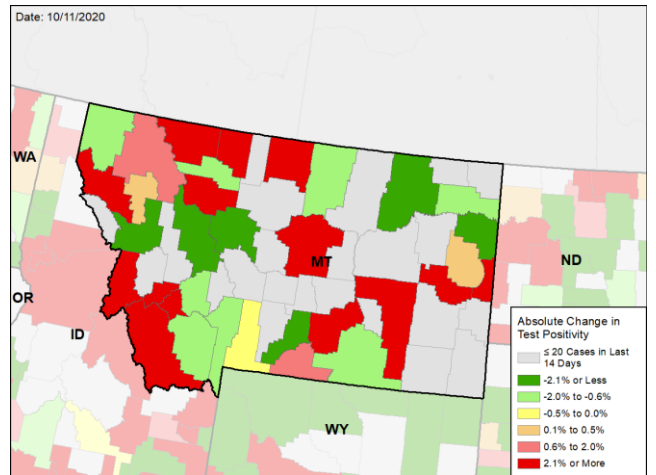 Date: 10/11/2020
WA
MT
ND
OR
ID
WY
Absolute Change in
Test Positivity
≤ 20 Cases in Last
14 Days
-2.1% or Less
-2.0% to -0.6%
-0.5% to 0.0%
0.1% to 0.5%
0.6% to 2.0%
2.1% or More